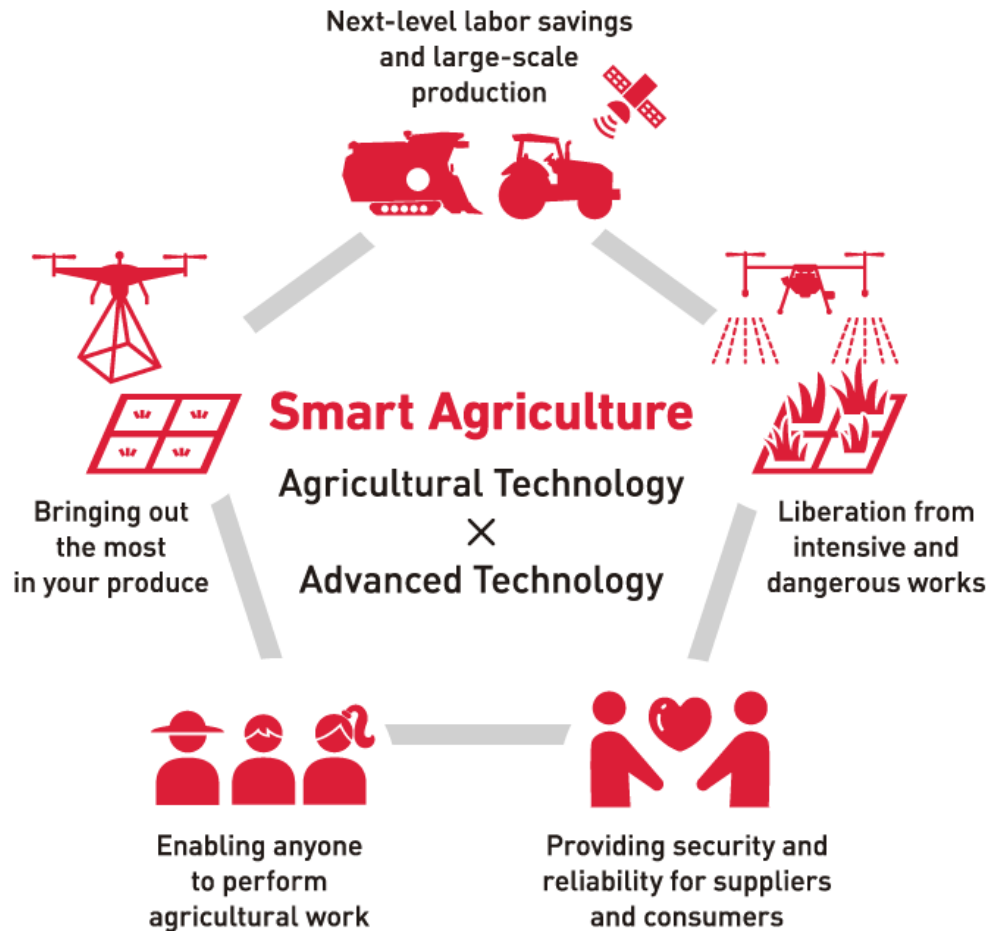 Next-level labor savings
and large-scale
production
Smart Agriculture
Agricultural Technology
×
Advanced Technology
Bringing out
the most
in your produce
Liberation from
intensive and
dangerous works
Enabling anyone
to perform
agricultural work
Providing security and
reliability for suppliers
and consumers